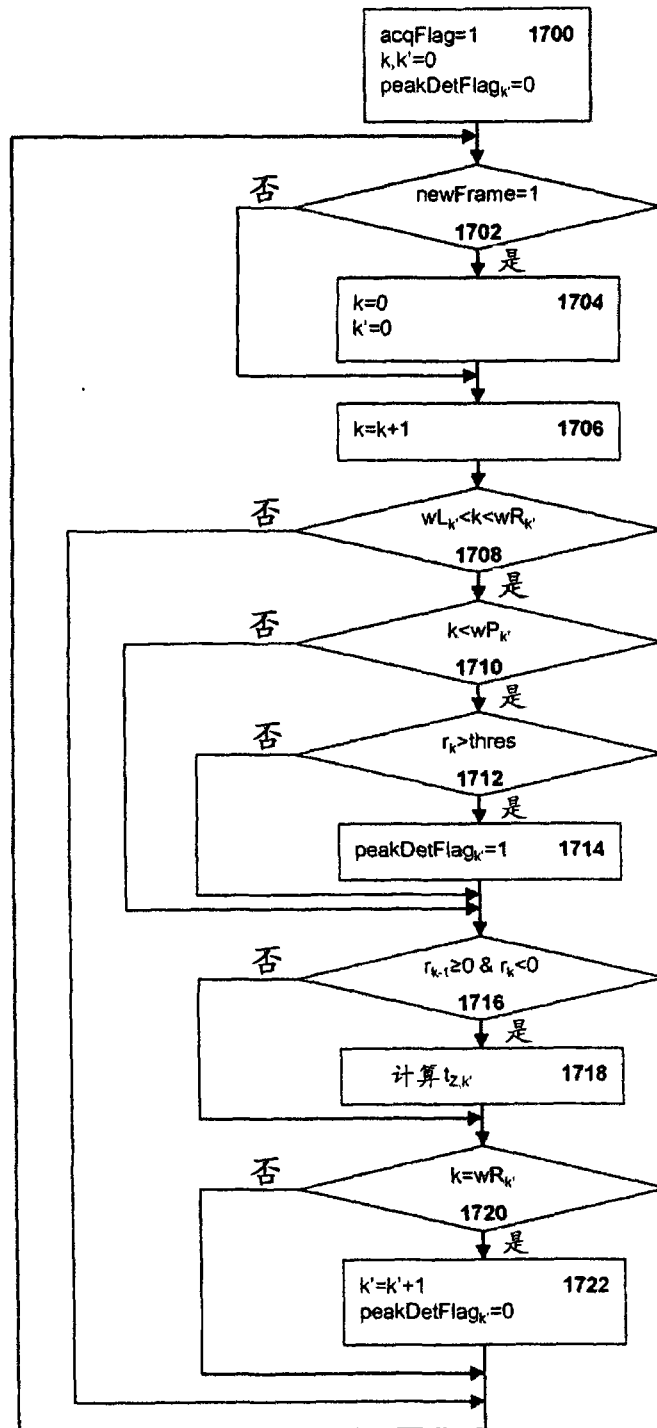 acqFlag=1 1700
k,k'=0
peakDetFlagₖ'=0
否
newFrame=1
1702
是
k=0 1704
k'=0
k=k+1 1706
否
wLₖ'<k<wRₖ'
1708
是
否
k<wPₖ'
1710
是
否
rₖ>thres
1712
是
peakDetFlagₖ'=1 1714
否
rₖ₋₁≥0 & rₖ<0
1716
是
计算 t_Z,k' 1718
否
k=wRₖ'
1720
是
k'=k'+1 1722
peakDetFlagₖ'=0